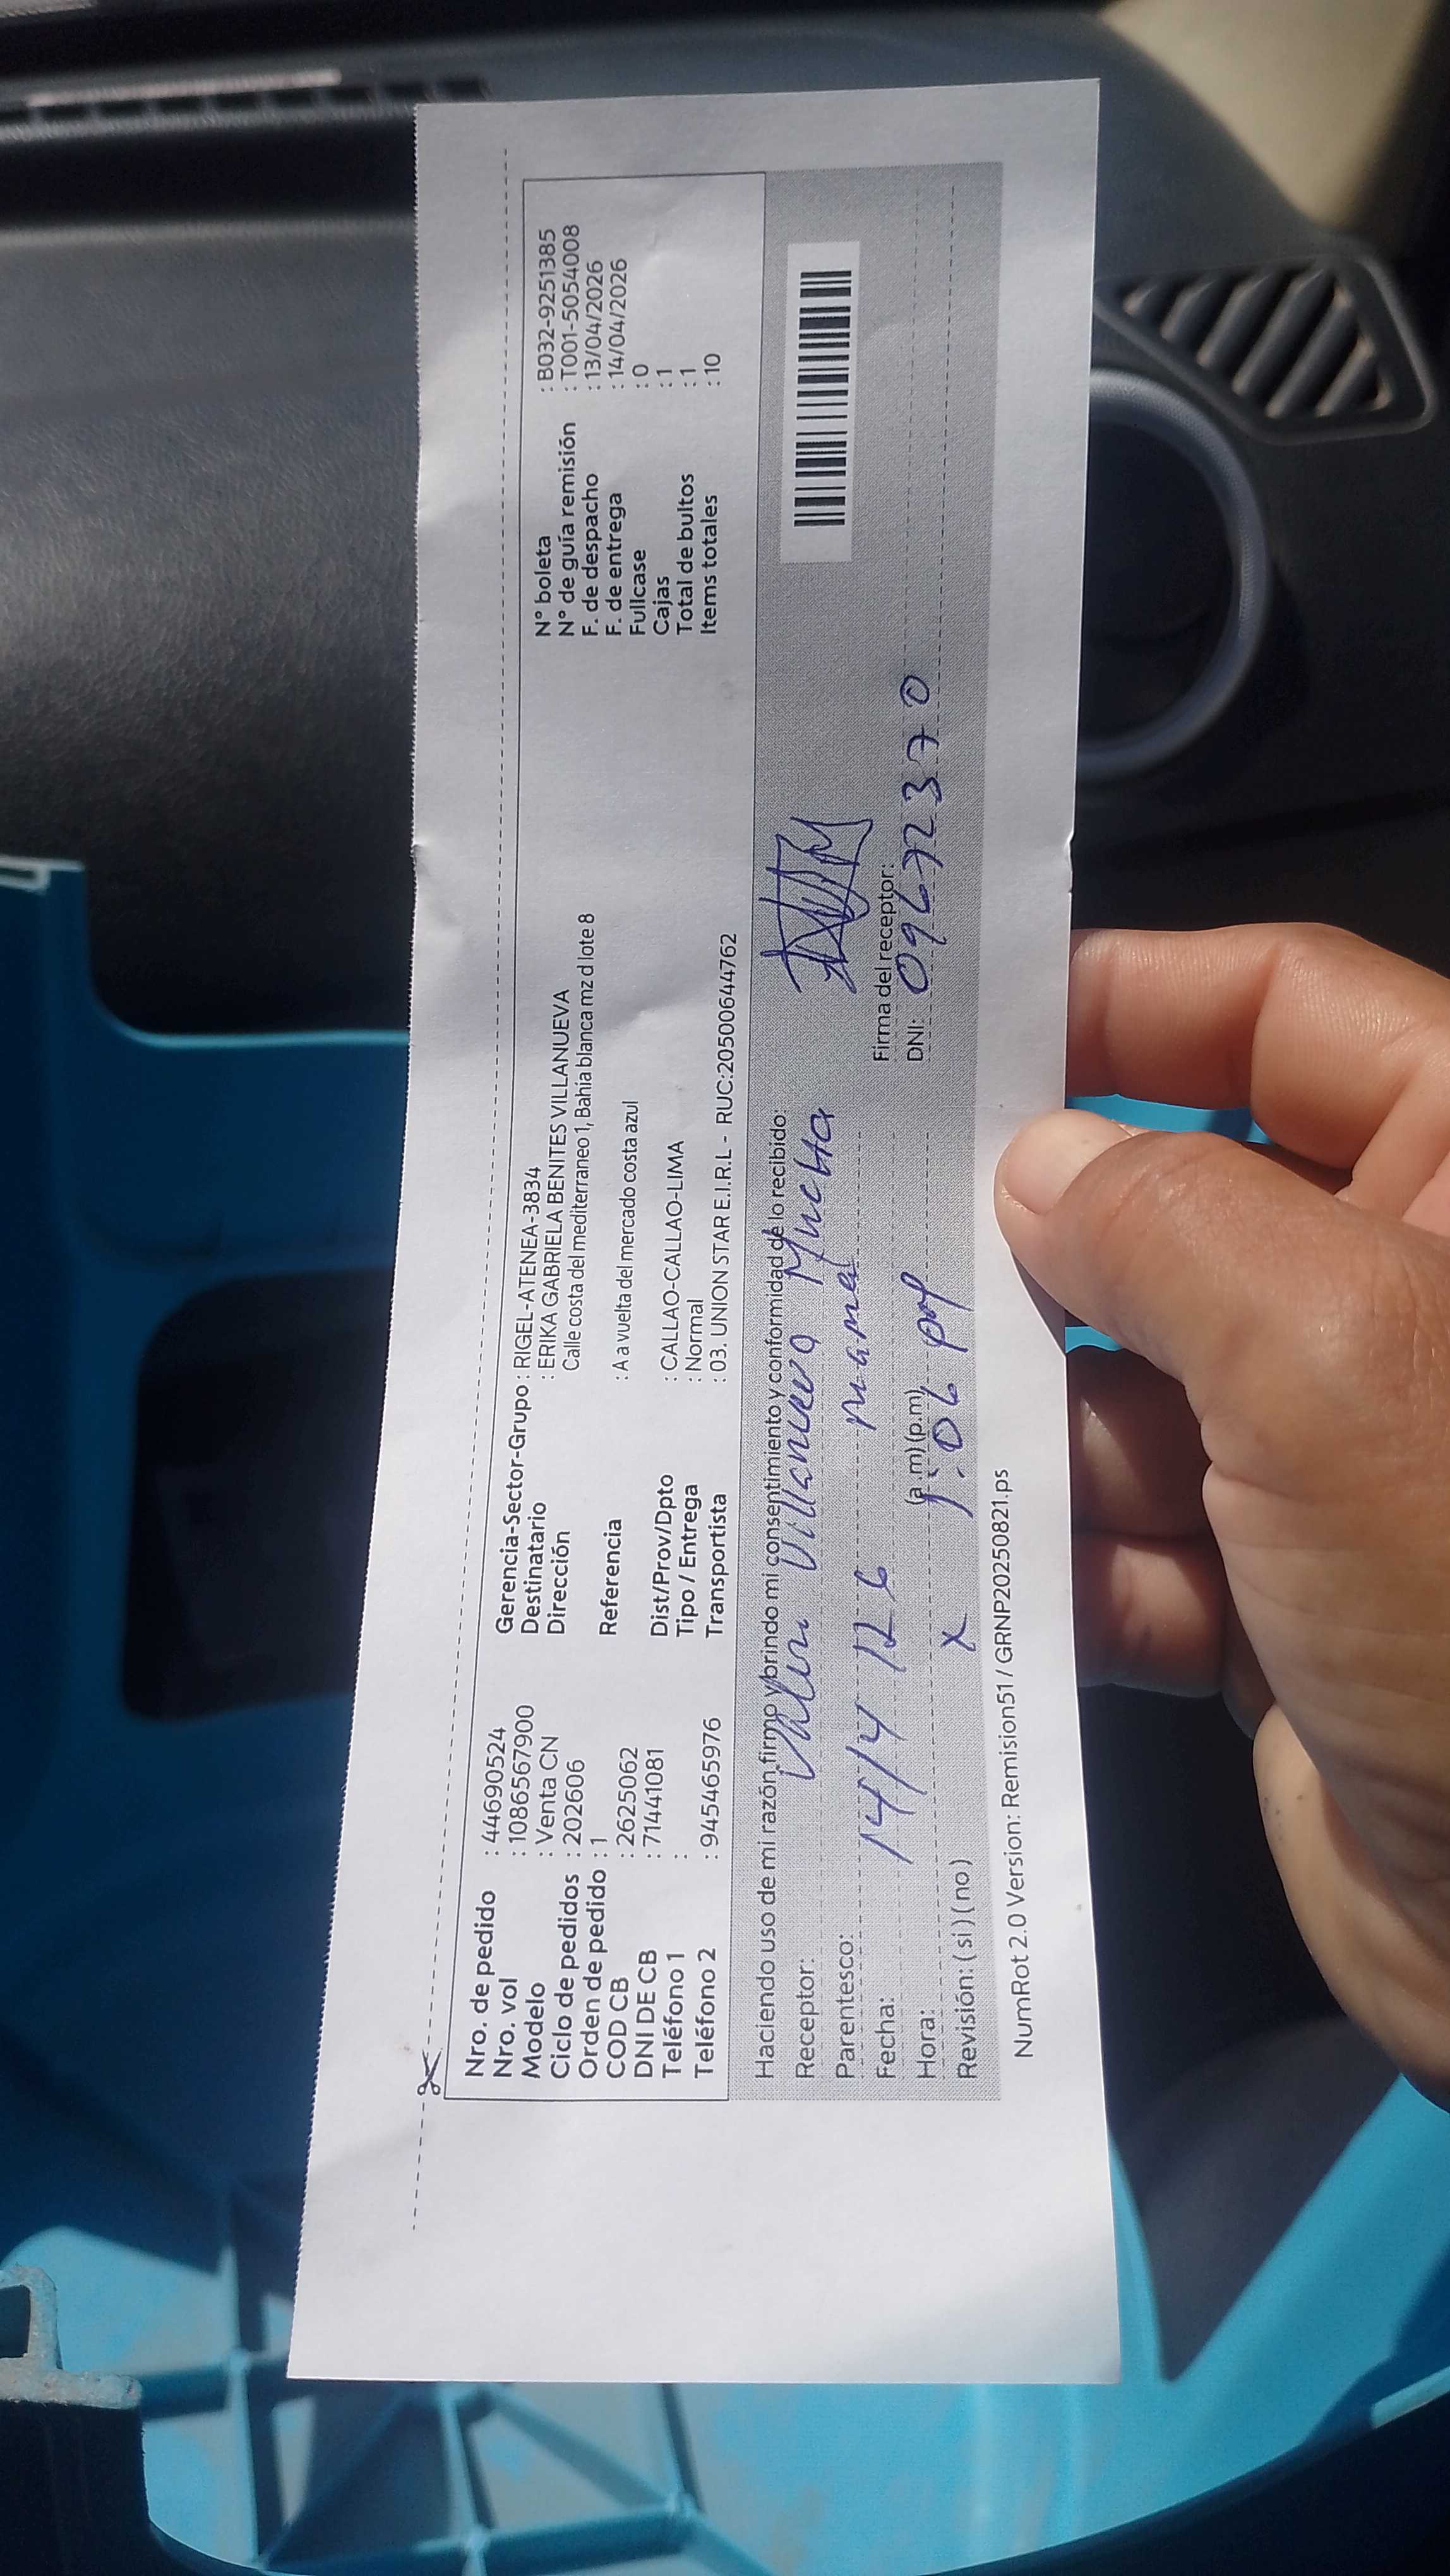 Nro. de pedido : 44690524
Nro. vol : 1086567900
Modelo : Venta CN
Ciclo de pedidos : 202606
Orden de pedido : 1
COD CB : 2625062
DNI DE CB : 71441081
Teléfono 1 :
Teléfono 2 : 945465976
Gerencia-Sector-Grupo : RIGEL-ATENEA-3834
Destinatario : ERIKA GABRIELA BENITES VILLANUEVA
Dirección Calle costa del mediterraneo 1, Bahia blanca mz d lote 8
Referencia : A a vuelta del mercado costa azul
Dist/Prov/Dpto : CALLAO-CALLAO-LIMA
Tipo / Entrega : Normal
Transportista : 03. UNION STAR E.I.R.L - RUC:20500644762
N° boleta : B032-9251385
N° de guía remisión : T001-5054008
F. de despacho : 13/04/2026
F. de entrega : 14/04/2026
Fullcase : 0
Cajas : 1
Total de bultos : 1
Items totales : 10
Haciendo uso de mi razón, firmo y brindo mi consentimiento y conformidad de lo recibido:
Receptor: Villanueva Mucha
Parentesco: mama
Fecha: 14/4
Hora: (a.m) (p.m)
Revisión: ( si ) ( no ) x 1:06 pm
Firma del receptor:
DNI: 09672370
NumRot 2.0 Version: Remision51 / GRNP20250821.ps